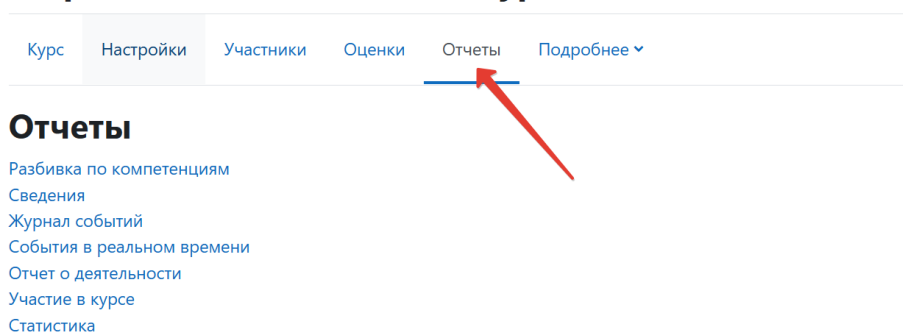 Курс Настройки Участники Оценки Отчеты Подробнее
Отчеты
Разбивка по компетенциям
Сведения
Журнал событий
События в реальном времени
Отчет о деятельности
Участие в курсе
Статистика